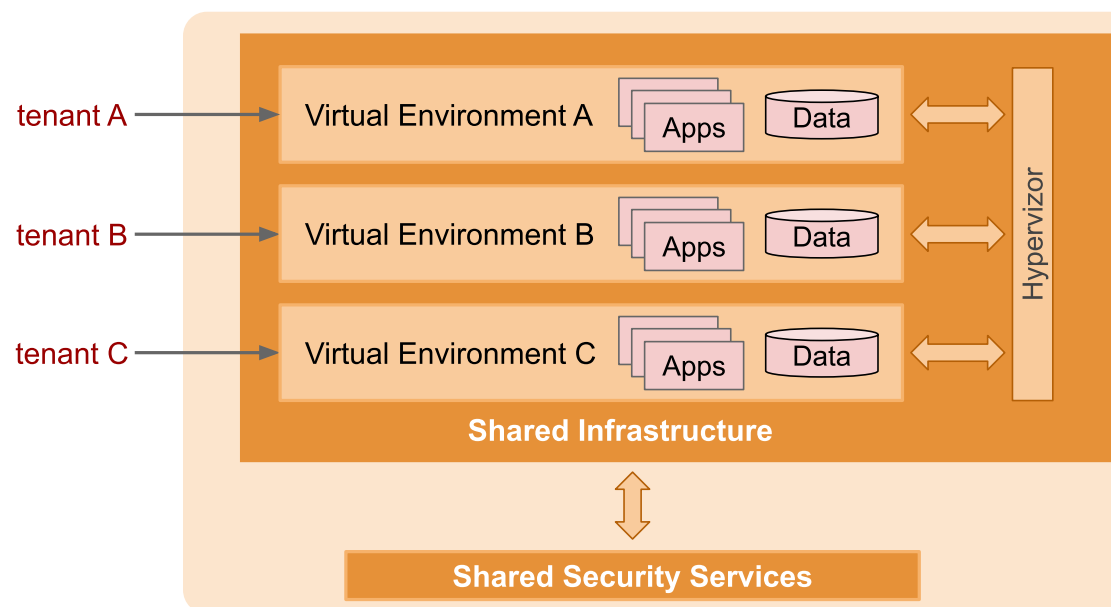 tenant A
Virtual Environment A
Apps
Data
tenant B
Virtual Environment B
Apps
Data
tenant C
Virtual Environment C
Apps
Data
Hypervizor
Shared Infrastructure
Shared Security Services